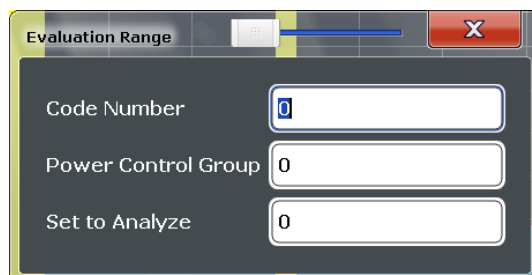 Evaluation Range
X
Code Number 0
Power Control Group 0
Set to Analyze 0